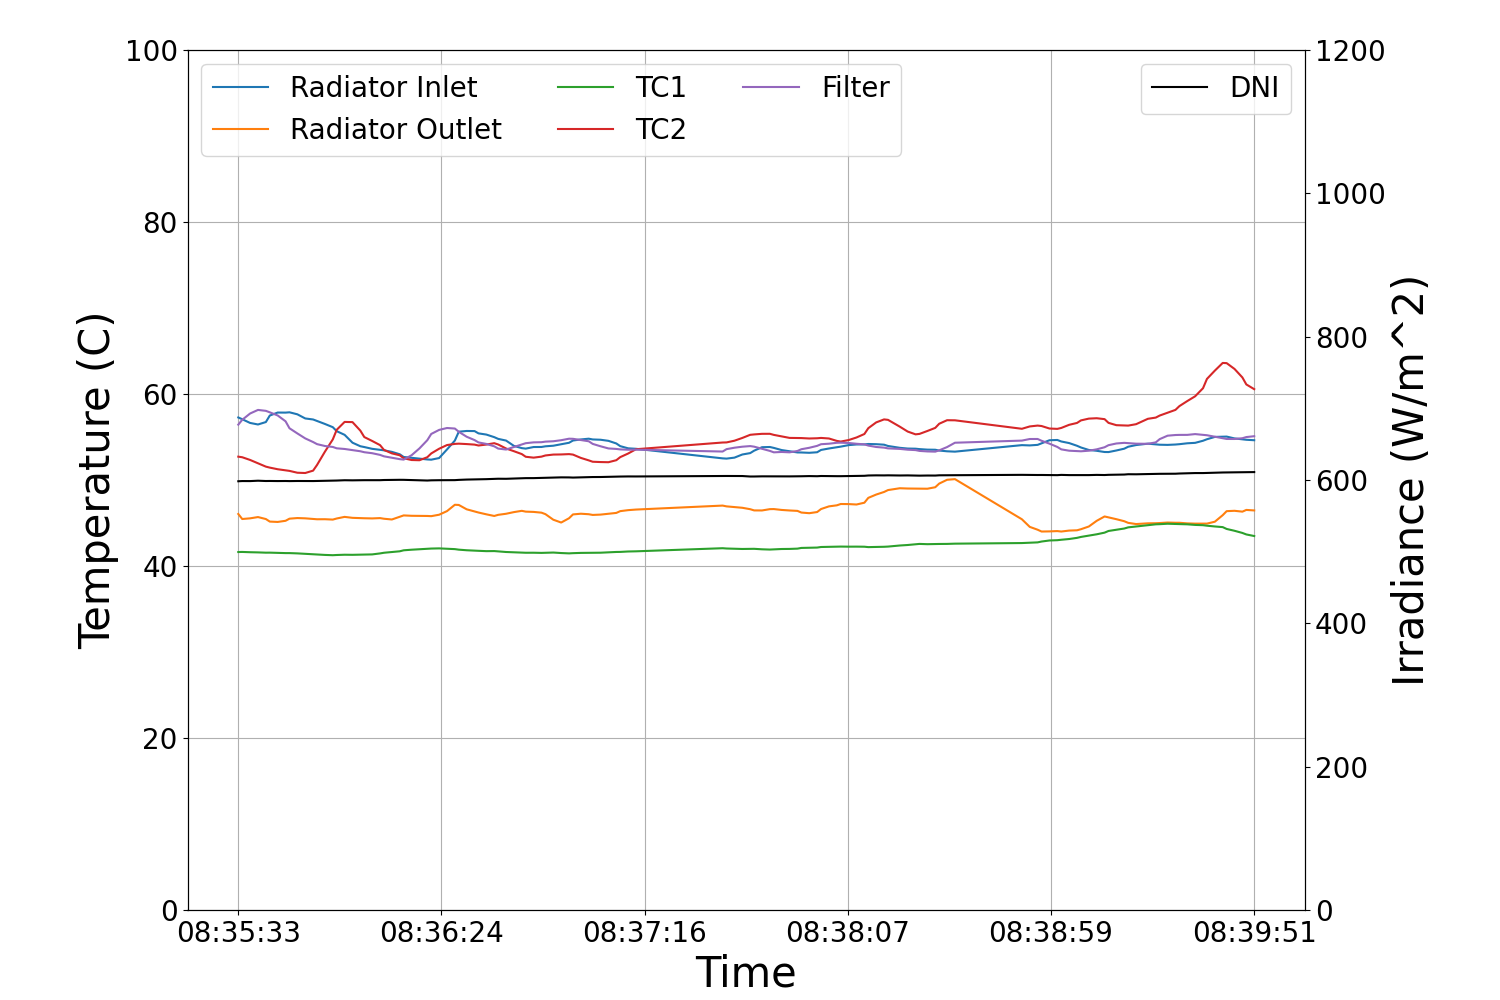 Radiator Inlet
Radiator Outlet
TC1
TC2
Filter
DNI
Temperature (C)
100
80
60
40
20
0
1200
1000
800
600
400
200
0
Irradiance (W/m^2)
08:35:33
08:36:24
08:37:16
08:38:07
08:38:59
08:39:51
Time